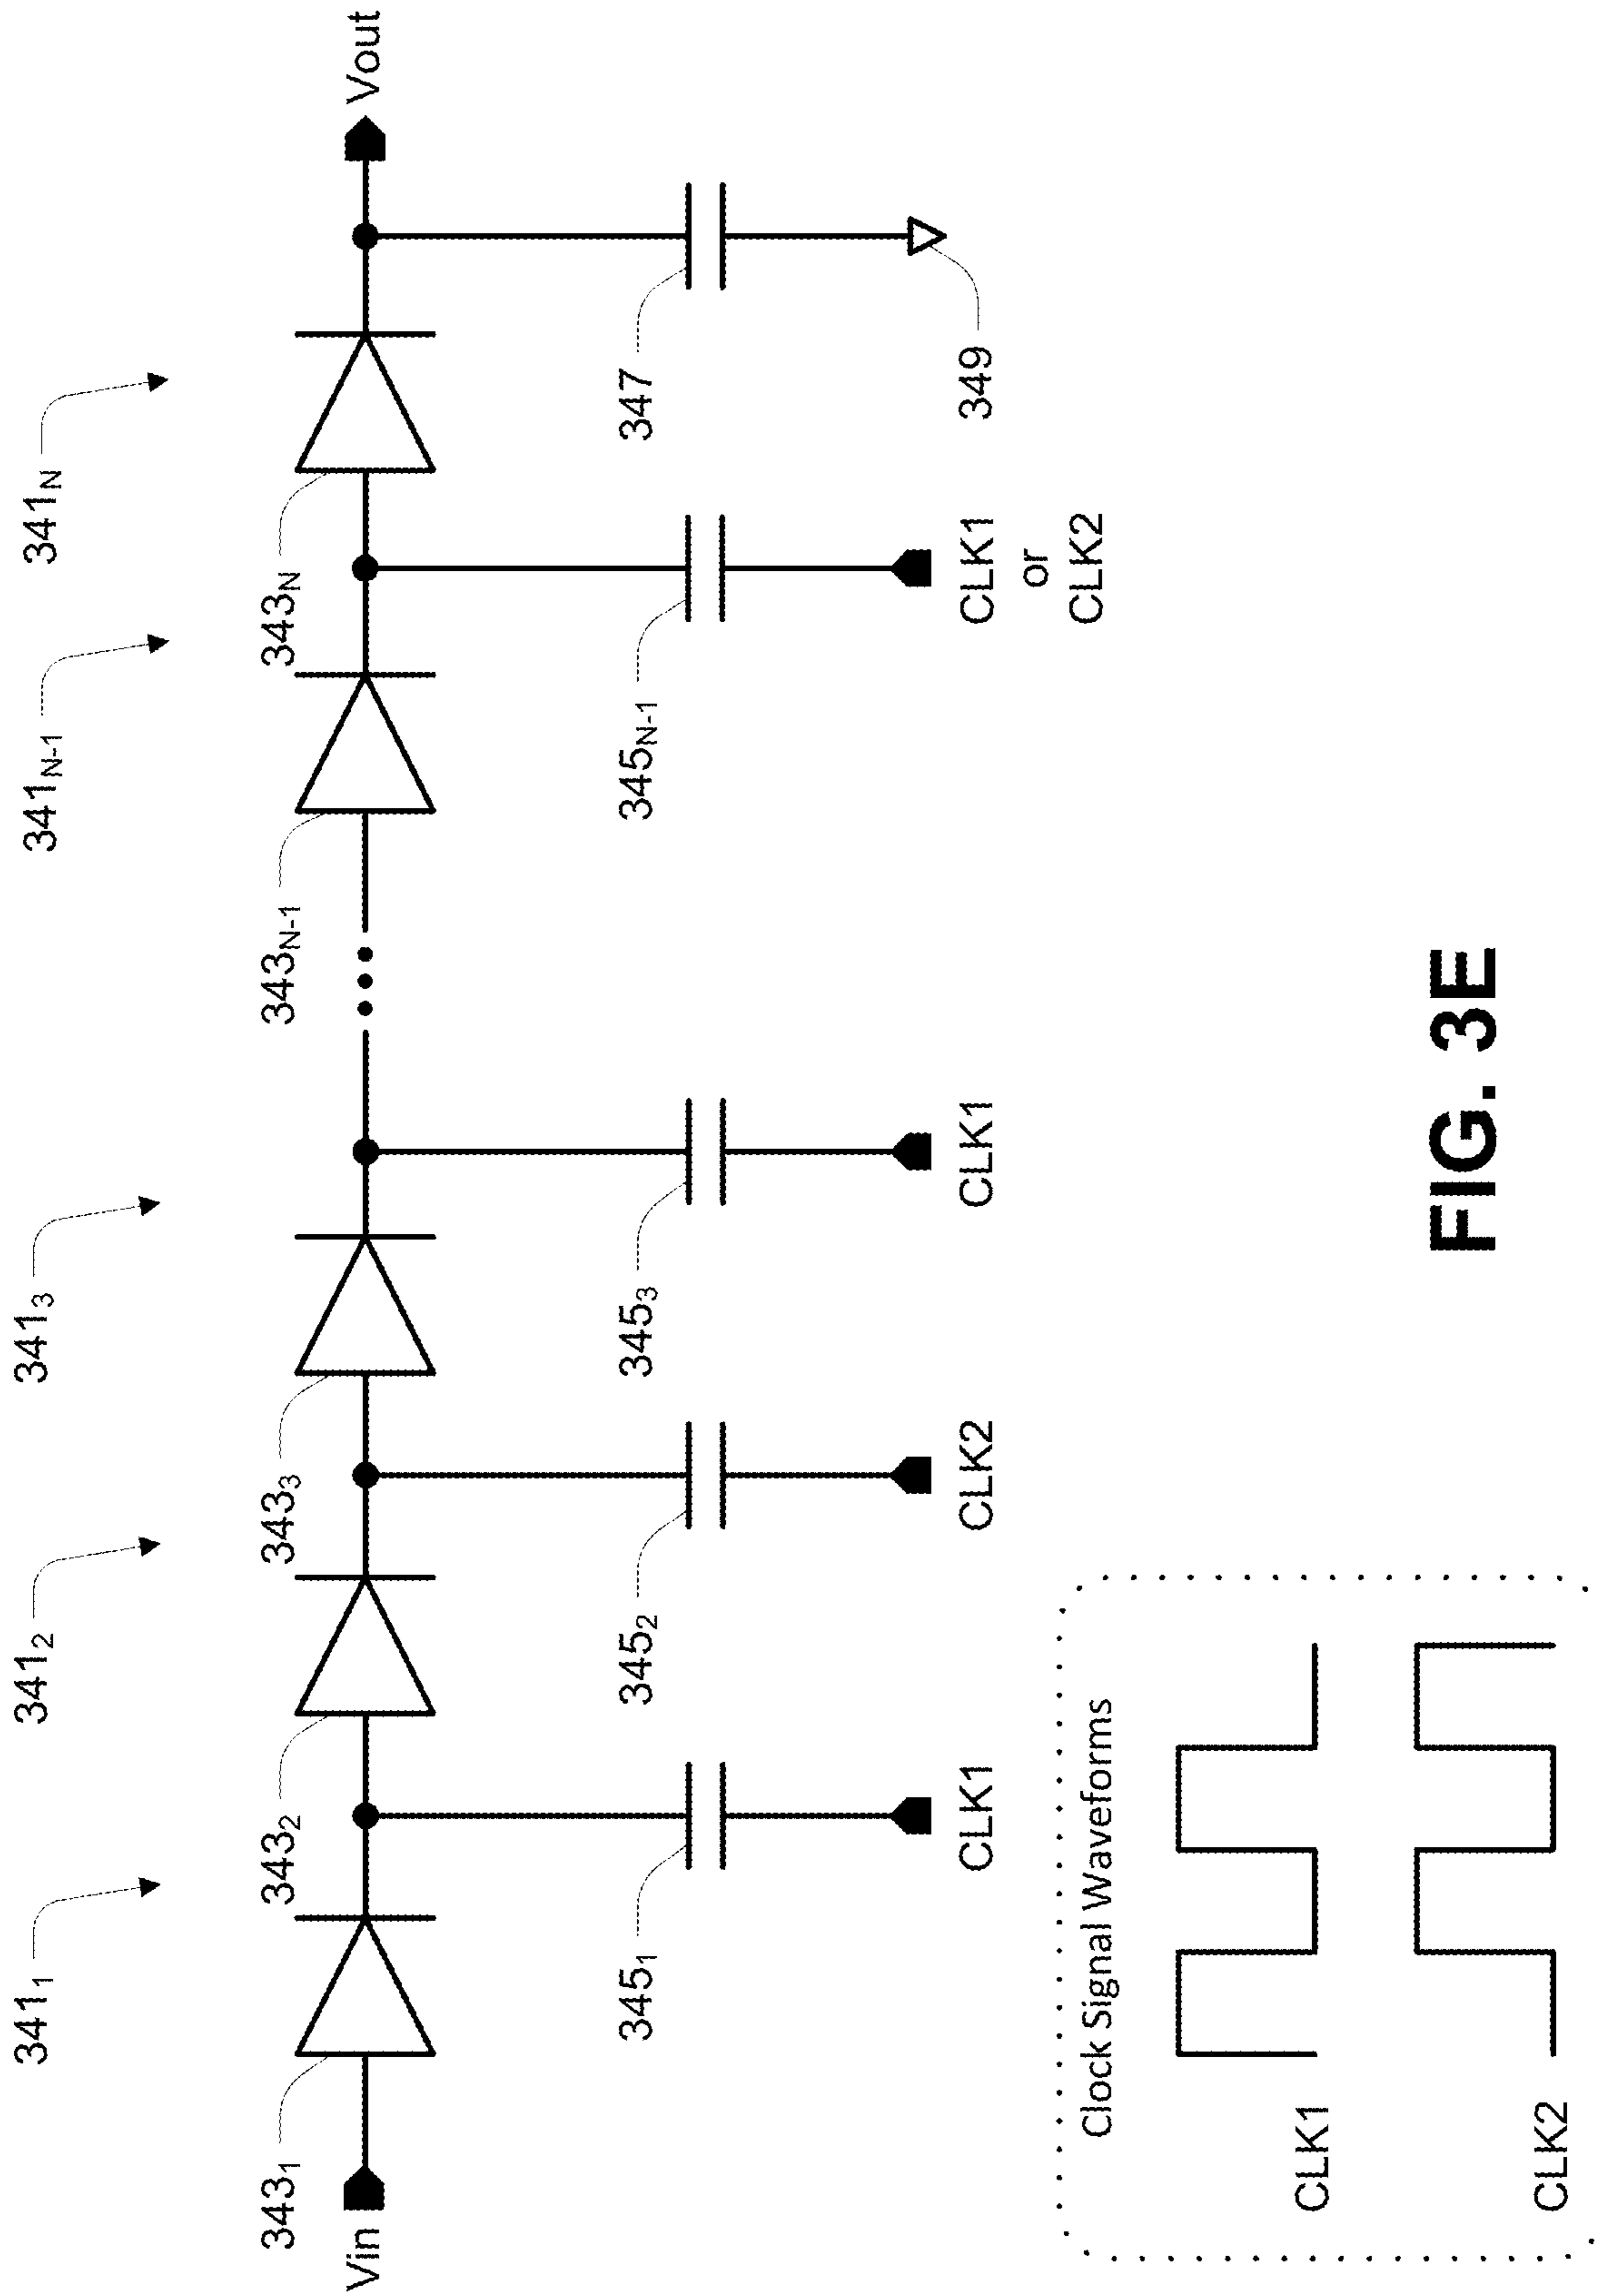 341₁
341₂
341₃
341N-1
341N
343₁
343₂
343₃
343N-1
343N
Vin
Vout
345₁
345₂
345₃
345N-1
347
CLK1
CLK2
CLK1
CLK1
or
CLK2
349
Clock Signal Waveforms
CLK1
CLK2
FIG. 3E